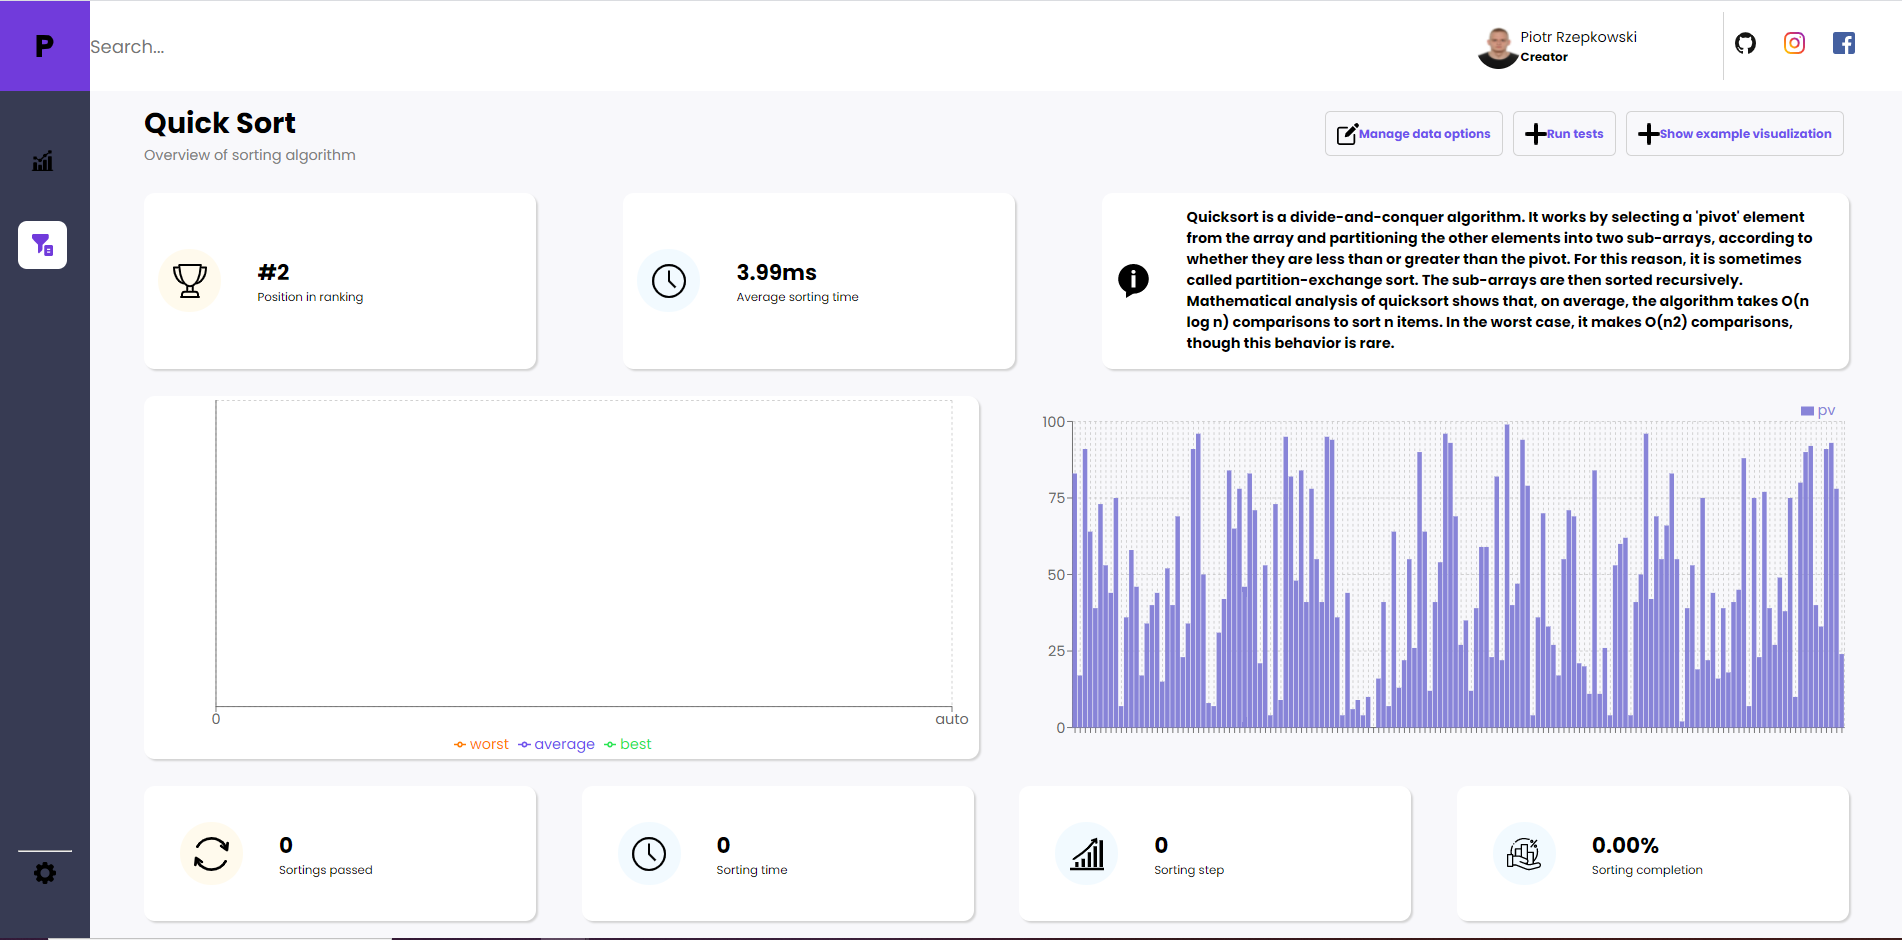 P
Search...
Piotr Rzepkowski
Creator
Quick Sort
Overview of sorting algorithm
Manage data options
Run tests
Show example visualization
#2
Position in ranking
3.99ms
Average sorting time
Quicksort is a divide-and-conquer algorithm. It works by selecting a 'pivot' element
from the array and partitioning the other elements into two sub-arrays, according to
whether they are less than or greater than the pivot. For this reason, it is sometimes
called partition-exchange sort. The sub-arrays are then sorted recursively.
Mathematical analysis of quicksort shows that, on average, the algorithm takes O(n
log n) comparisons to sort n items. In the worst case, it makes O(n2) comparisons,
though this behavior is rare.
0
auto
worst
average
best
pv
100
75
50
25
0
0
Sortings passed
0
Sorting time
0
Sorting step
0.00%
Sorting completion